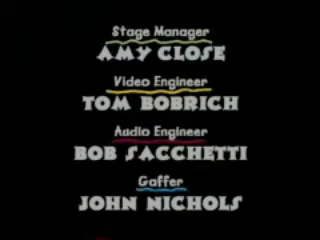 Stage Manager
AMY CLOSE
Video Engineer
TOM BOBRICH
Audio Engineer
BOB SACCHETTI
Gaffer
JOHN NICHOLS